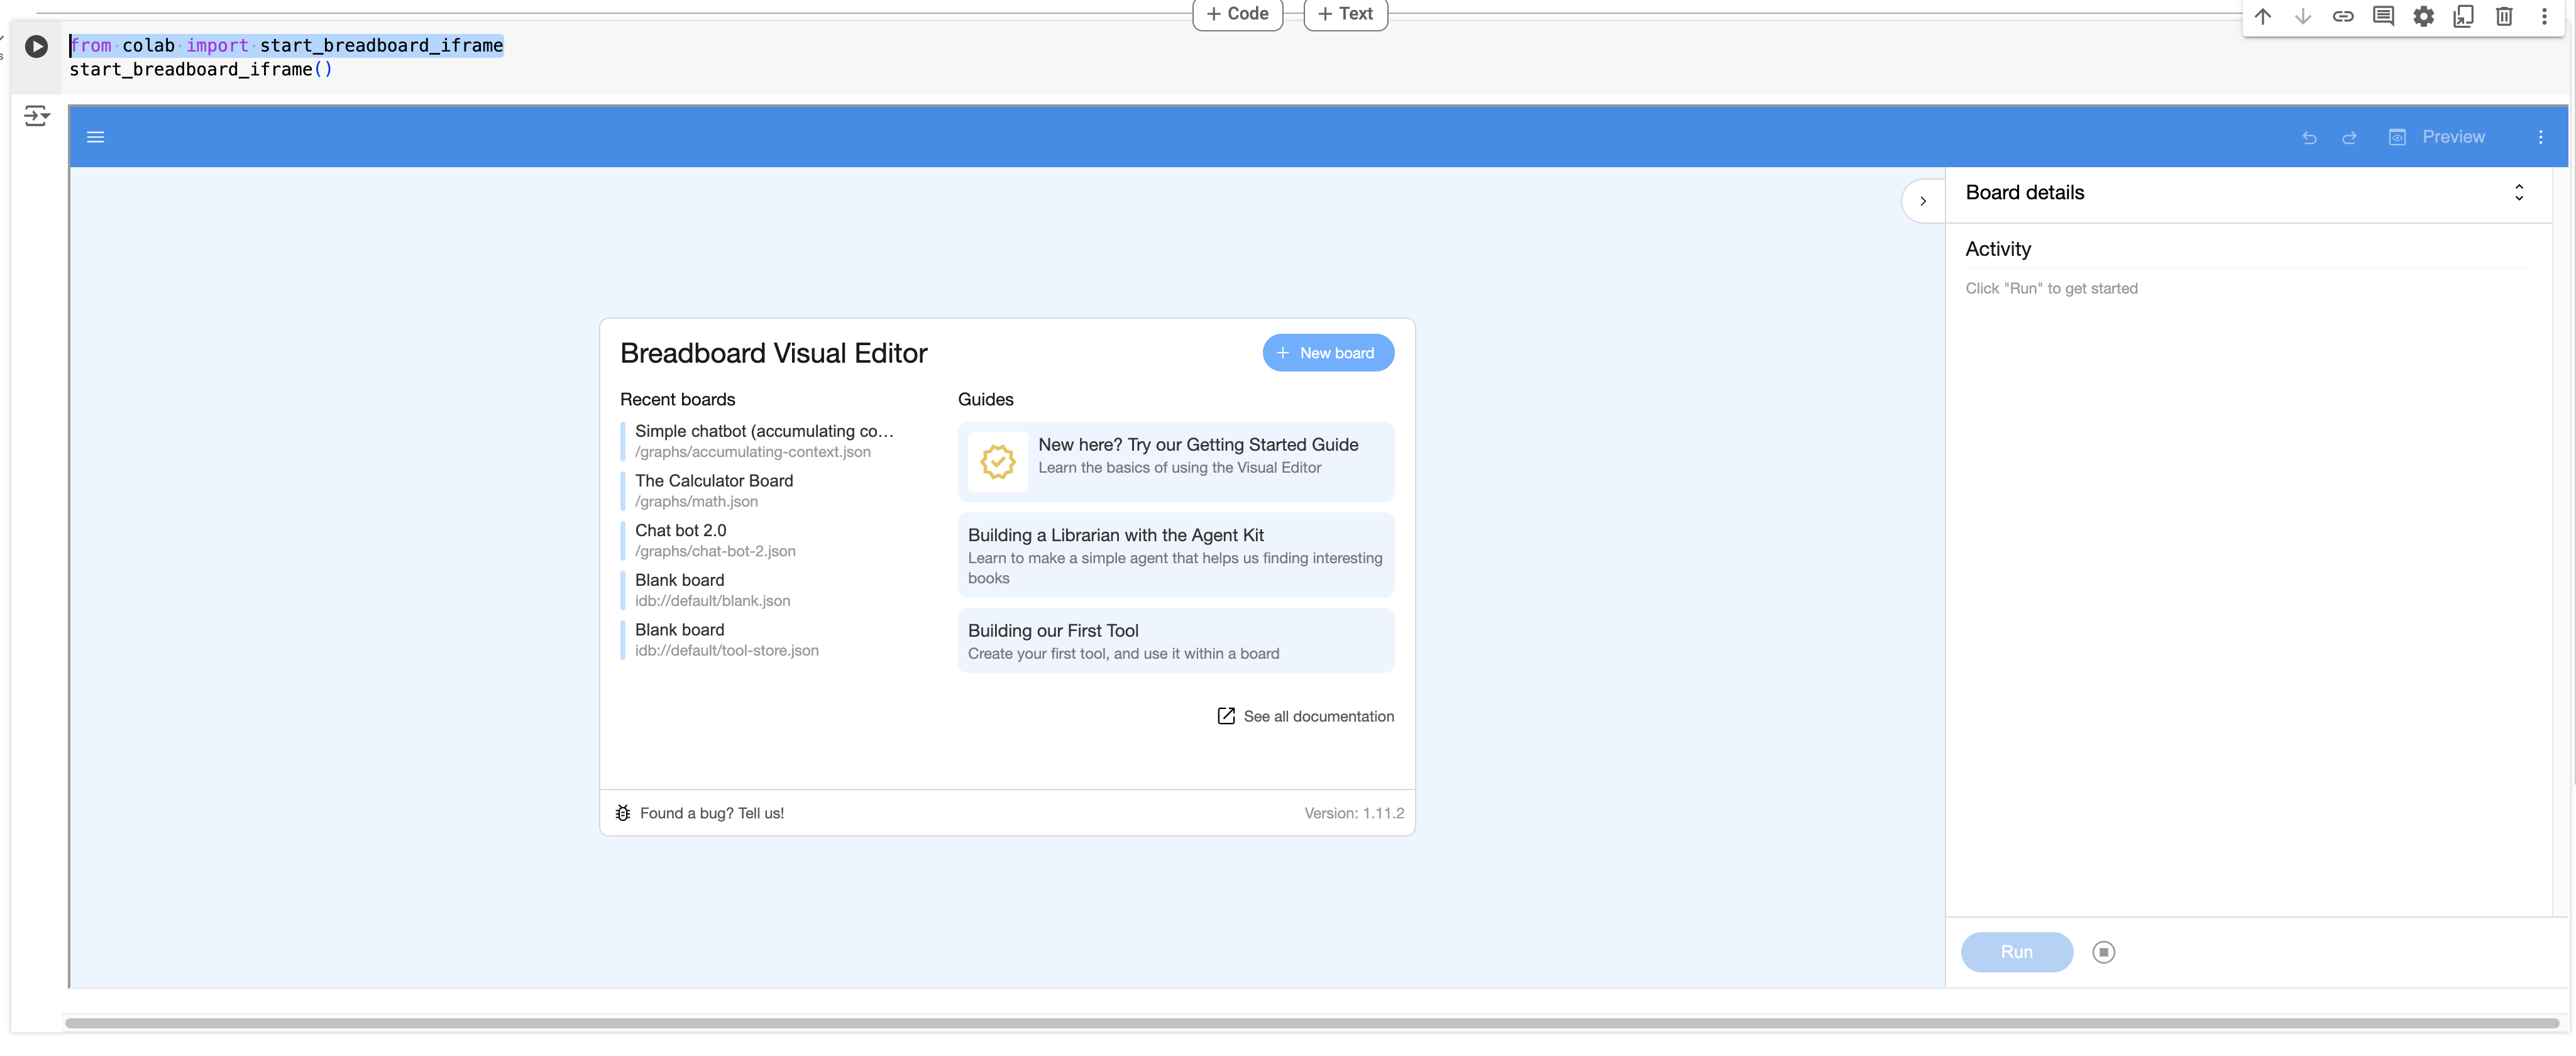 + Code
+ Text
from colab import start_breadboard_iframe
start_breadboard_iframe()
Preview
Breadboard Visual Editor
+ New board
Recent boards
Simple chatbot (accumulating co…
/graphs/accumulating-context.json
The Calculator Board
/graphs/math.json
Chat bot 2.0
/graphs/chat-bot-2.json
Blank board
idb://default/blank.json
Blank board
idb://default/tool-store.json
Guides
New here? Try our Getting Started Guide
Learn the basics of using the Visual Editor
Building a Librarian with the Agent Kit
Learn to make a simple agent that helps us finding interesting
books
Building our First Tool
Create your first tool, and use it within a board
See all documentation
Found a bug? Tell us!
Version: 1.11.2
Board details
Activity
Click "Run" to get started
Run